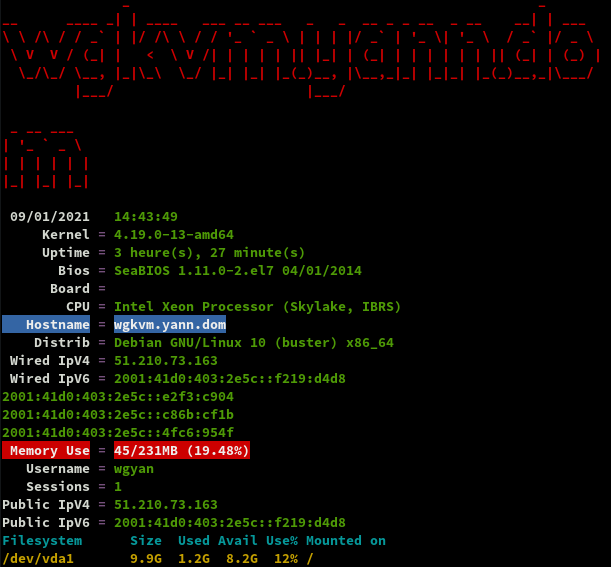 wgkvm.yann.do
m
09/01/2021 14:43:49
Kernel = 4.19.0-13-amd64
Uptime = 3 heure(s), 27 minute(s)
Bios = SeaBIOS 1.11.0-2.el7 04/01/2014
Board =
CPU = Intel Xeon Processor (Skylake, IBRS)
Hostname = wgkvm.yann.dom
Distrib = Debian GNU/Linux 10 (buster) x86_64
Wired IpV4 = 51.210.73.163
Wired IpV6 = 2001:41d0:403:2e5c::f219:d4d8
2001:41d0:403:2e5c::e2f3:c904
2001:41d0:403:2e5c::c86b:cf1b
2001:41d0:403:2e5c::4fc6:954f
Memory Use = 45/231MB (19.48%)
Username = wgyan
Sessions = 1
Public IpV4 = 51.210.73.163
Public IpV6 = 2001:41d0:403:2e5c::f219:d4d8
Filesystem Size Used Avail Use% Mounted on
/dev/vda1 9.9G 1.2G 8.2G 12% /